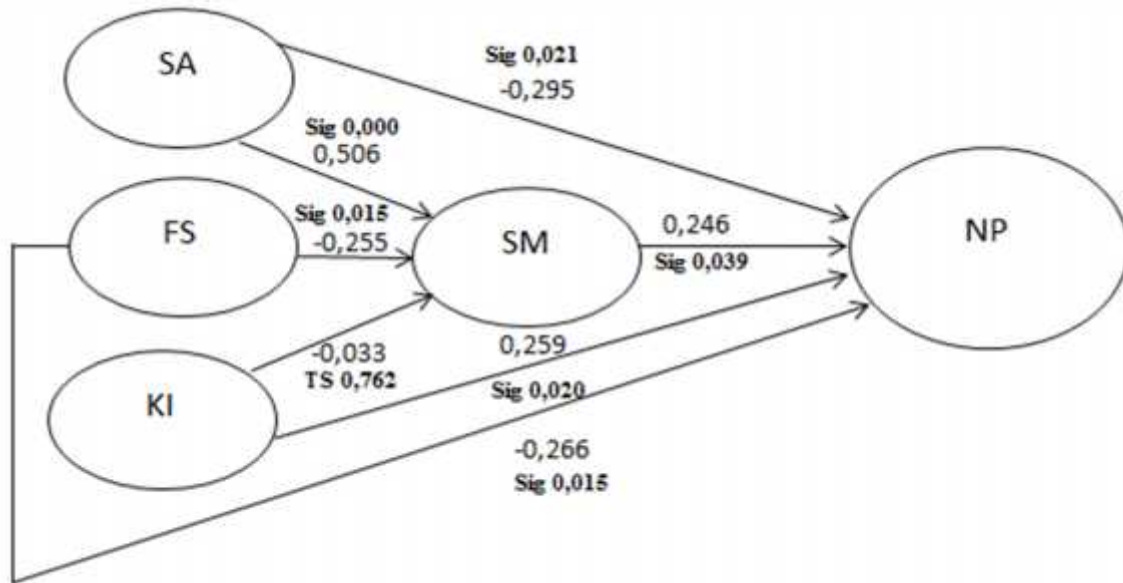 SA
Sig 0,021
-0,295
Sig 0,000
0,506
FS
Sig 0,015
-0,255
SM
0,246
Sig 0,039
NP
-0,033
TS 0,762
KI
0,259
Sig 0,020
-0,266
Sig 0,015